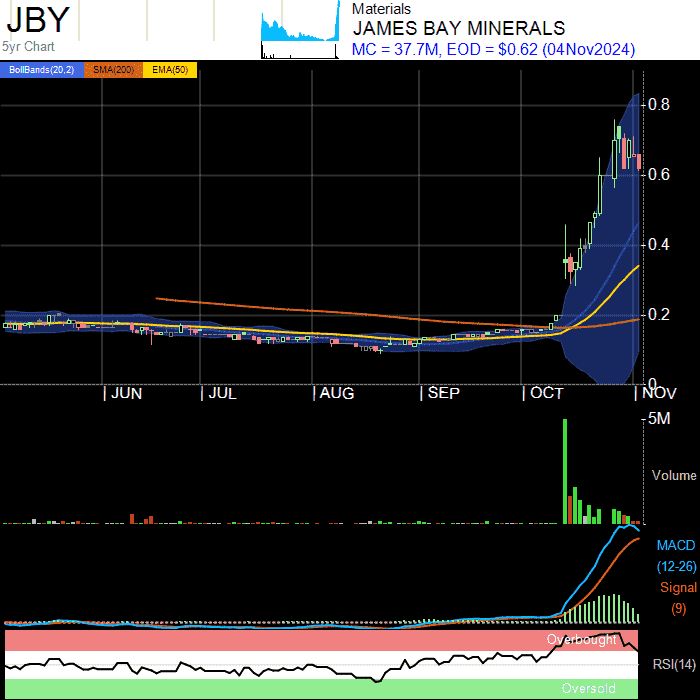 JBY
5yr Chart
Materials
JAMES BAY MINERALS
MC = 37.7M, EOD = $0.62 (04Nov2024)
BollBands(20,2) SMA(200) EMA(50)
0.8
0.6
0.4
0.2
0
JUN JUL AUG SEP OCT NOV
5M
Volume
MACD
(12-26)
Signal
(9)
Overbought
RSI(14)
Oversold